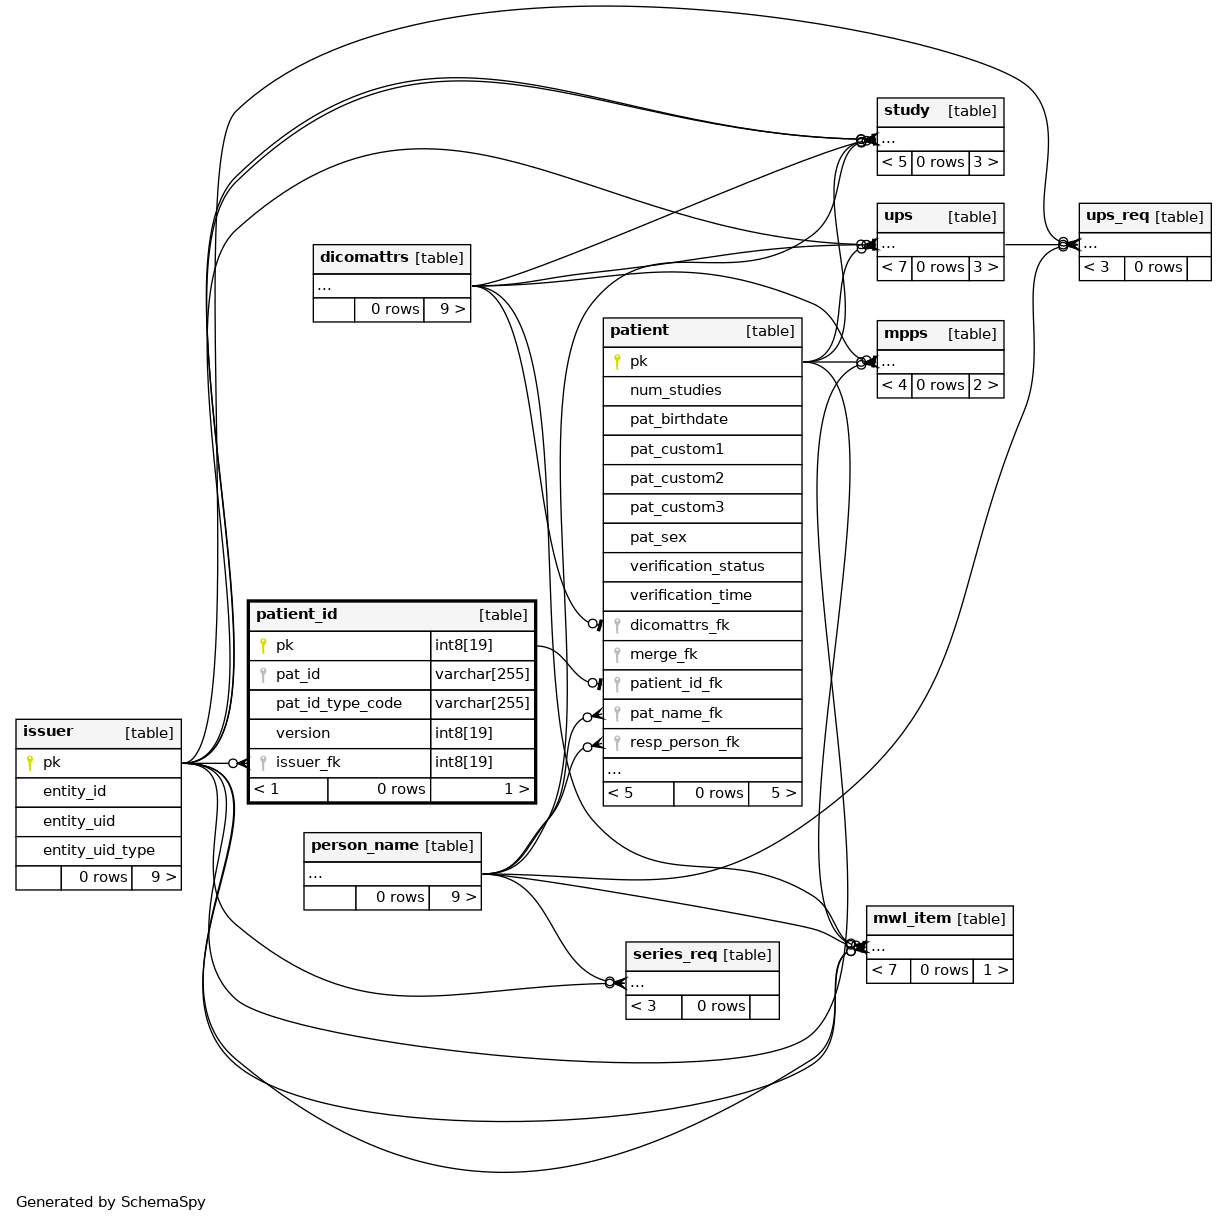 study [table]
...
< 5 0 rows 3 >
ups [table]
...
< 7 0 rows 3 >
ups_req [table]
...
< 3 0 rows
dicomattrs [table]
...
0 rows 9 >
mpps [table]
...
< 4 0 rows 2 >
patient [table]
pk
num_studies
pat_birthdate
pat_custom1
pat_custom2
pat_custom3
pat_sex
verification_status
verification_time
dicomattrs_fk
merge_fk
patient_id_fk
pat_name_fk
resp_person_fk
...
< 5 0 rows 5 >
patient_id [table]
pk int8[19]
pat_id varchar[255]
pat_id_type_code varchar[255]
version int8[19]
issuer_fk int8[19]
< 1 0 rows 1 >
issuer [table]
pk
entity_id
entity_uid
entity_uid_type
0 rows 9 >
person_name [table]
...
0 rows 9 >
mwl_item [table]
...
< 7 0 rows 1 >
series_req [table]
...
< 3 0 rows
Generated by SchemaSpy